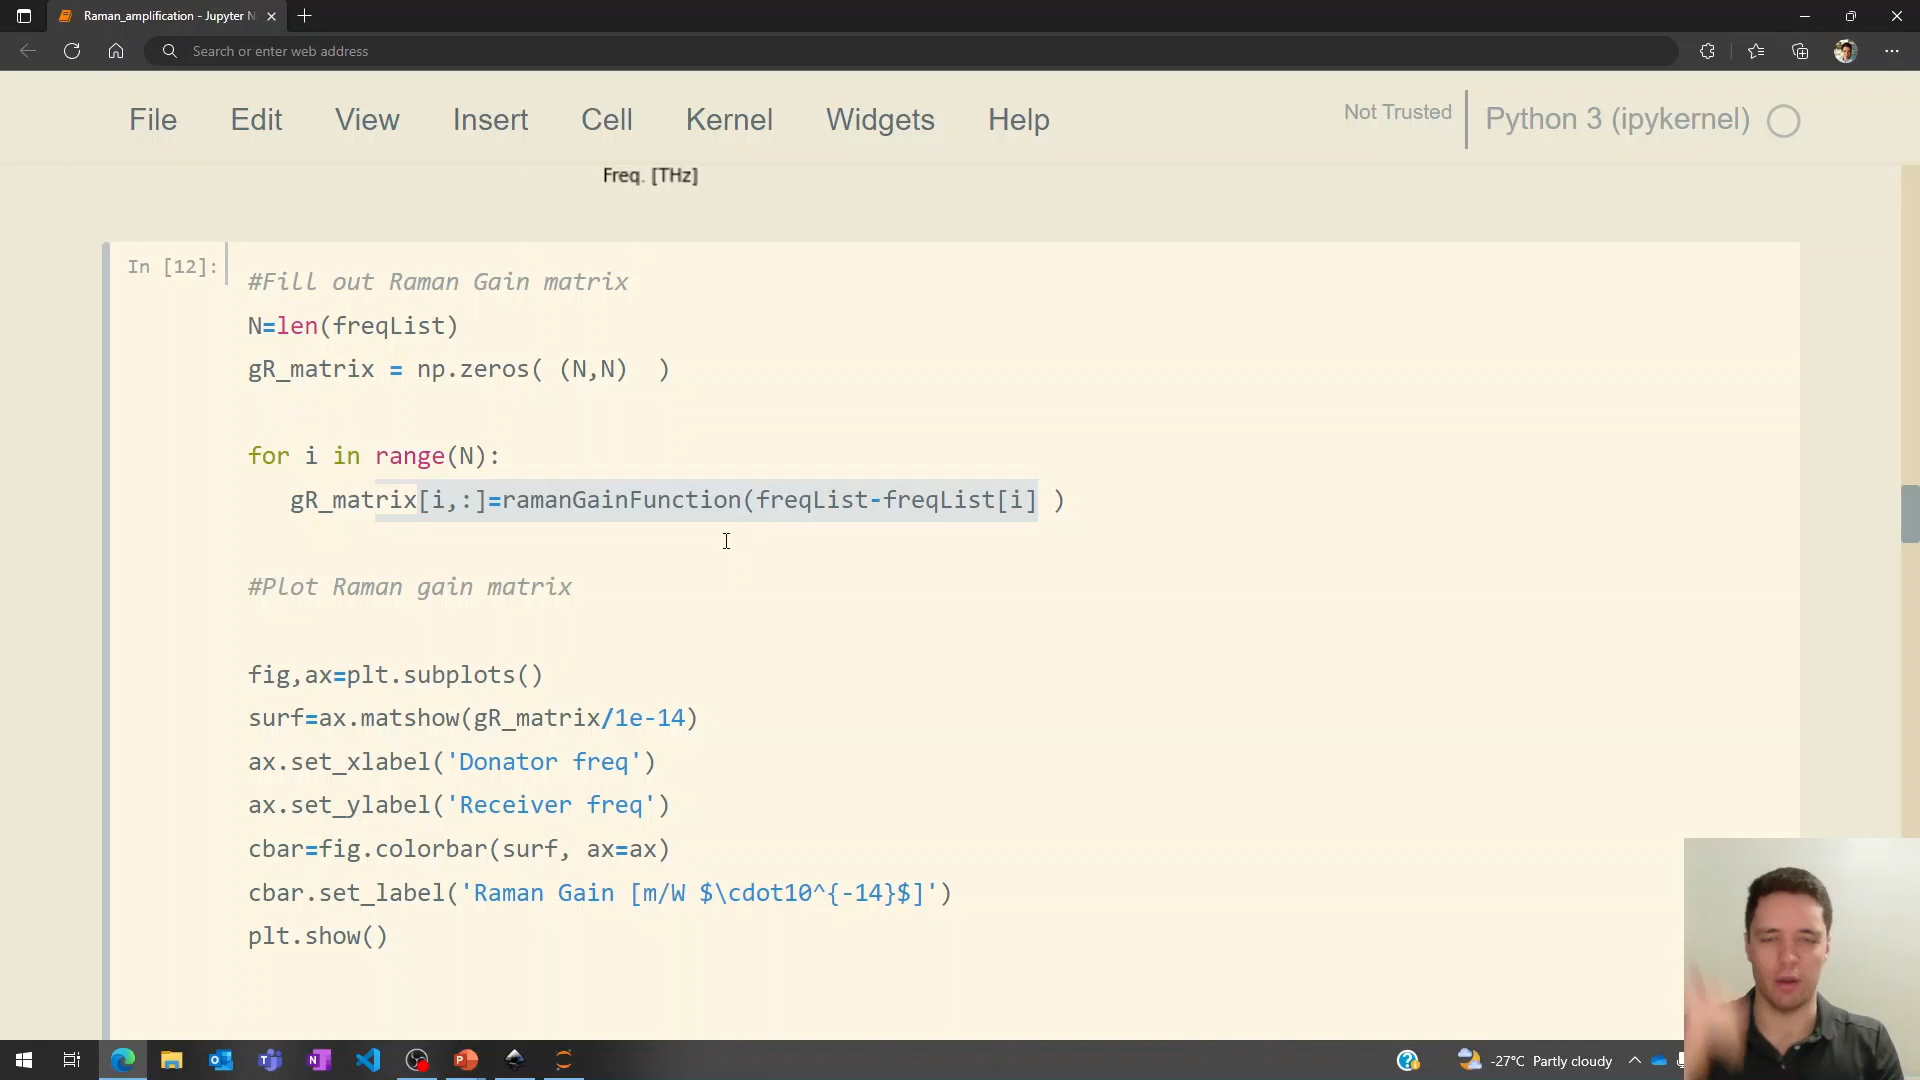 Raman_amplification - Jupyter N
Search or enter web address
File Edit View Insert Cell Kernel Widgets Help
Not Trusted
Python 3 (ipykernel)
Freq. [THz]
In [12]:
#Fill out Raman Gain matrix
N=len(freqList)
gR_matrix = np.zeros( (N,N)  )
for i in range(N):
   gR_matrix[i,:]=ramanGainFunction(freqList-freqList[i] )
#Plot Raman gain matrix
fig,ax=plt.subplots()
surf=ax.matshow(gR_matrix/1e-14)
ax.set_xlabel('Donator freq')
ax.set_ylabel('Receiver freq')
cbar=fig.colorbar(surf, ax=ax)
cbar.set_label('Raman Gain [m/W $\cdot10^{-14}$]')
plt.show()
-27°C Partly cloudy